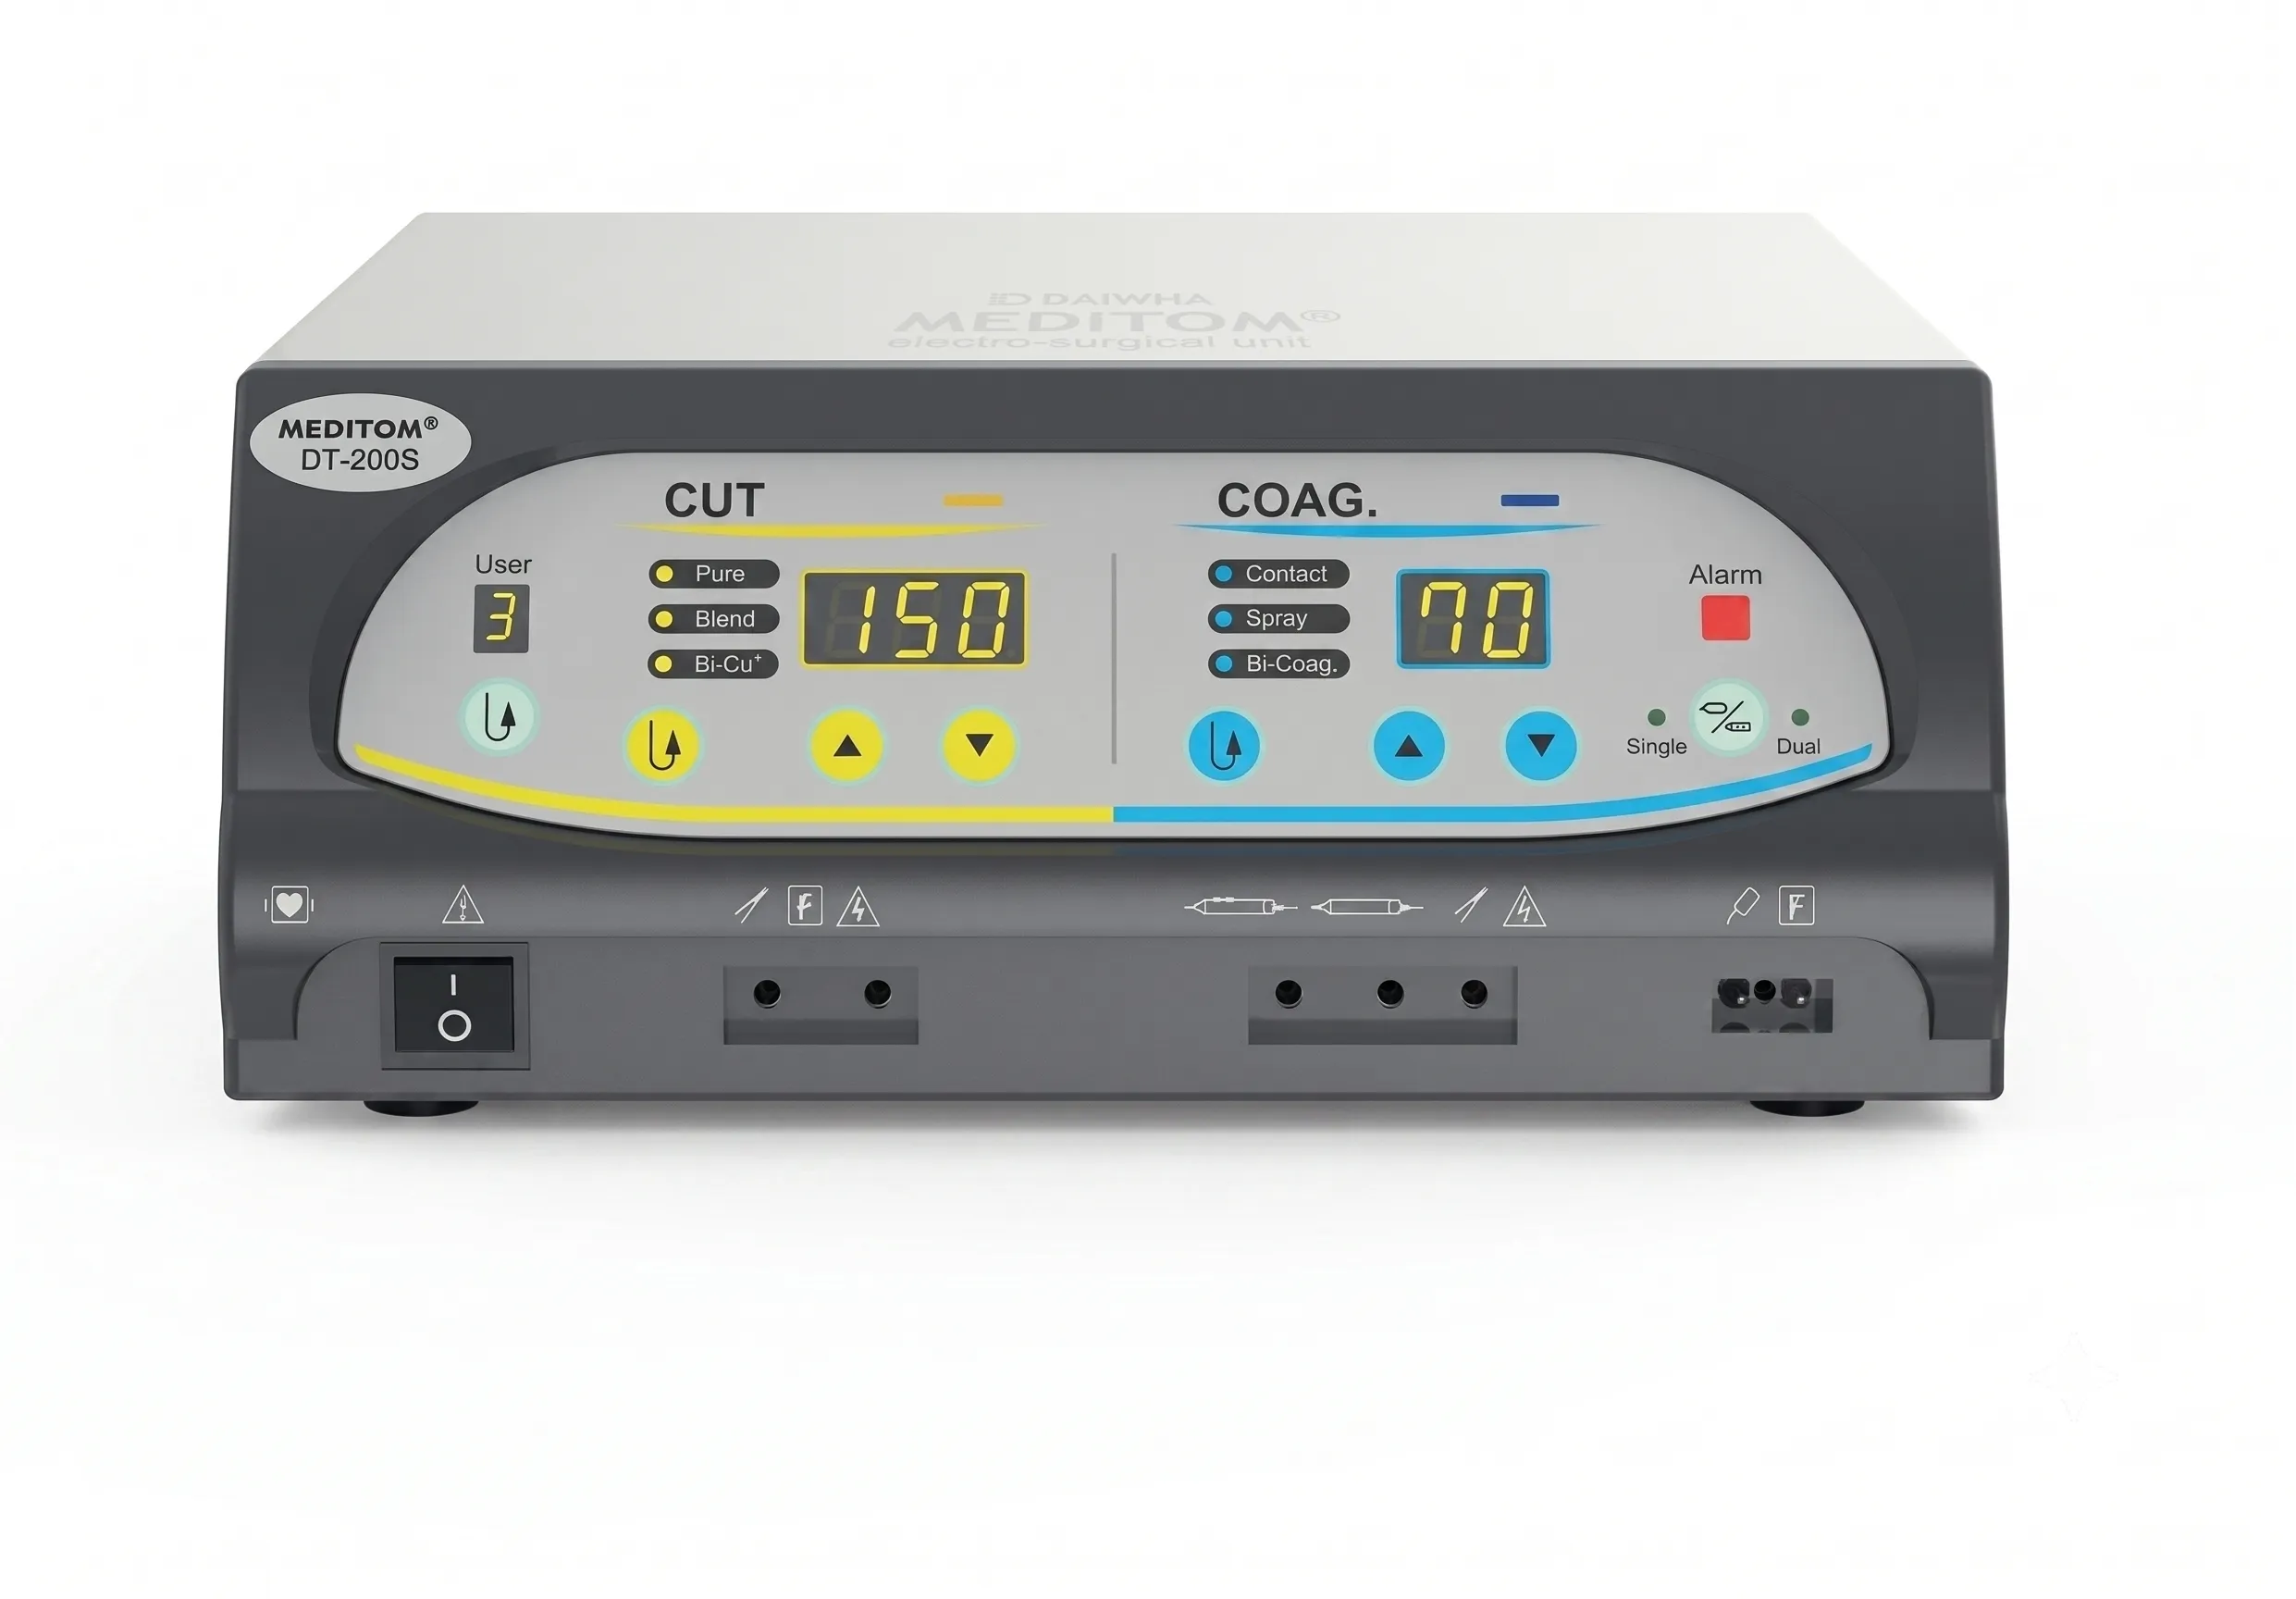 DAIWHA
MEDITOM®
electro-surgical unit
MEDITOM®
DT-200S
CUT
COAG.
User
3
Pure
Blend
Bi-Cu⁺
150
Contact
Spray
Bi-Coag.
70
Alarm
Single
Dual
F